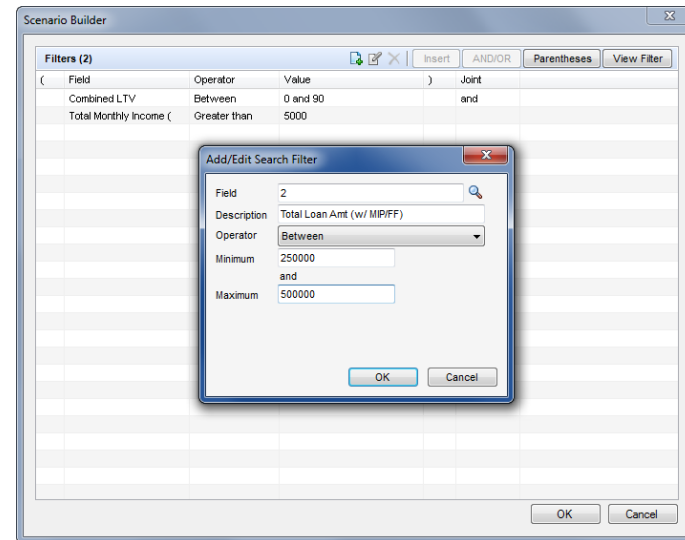 Scenario Builder
Filters (2) Insert AND/OR Parentheses View Filter
( Field Operator Value ) Joint
Combined LTV Between 0 and 90 and
Total Monthly Income ( Greater than 5000
Add/Edit Search Filter
Field 2
Description Total Loan Amt (w/ MIP/FF)
Operator Between
Minimum 250000
and
Maximum 500000
OK Cancel
OK Cancel